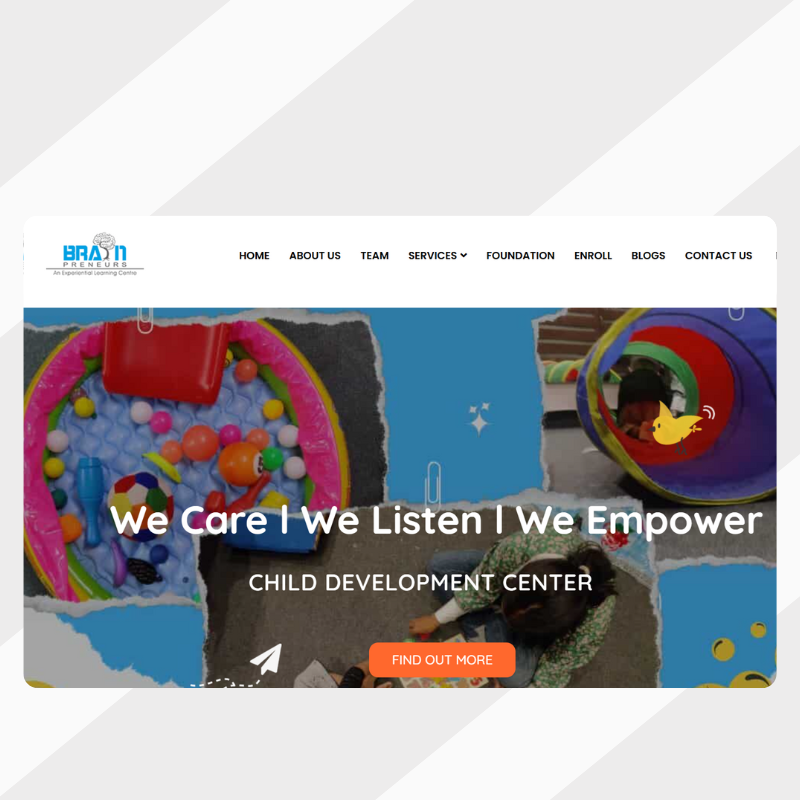 BRAIN
PRENEURS
An Experiential Learning Centre
HOME ABOUT US TEAM SERVICES FOUNDATION ENROLL BLOGS CONTACT US
We Care | We Listen | We Empower
CHILD DEVELOPMENT CENTER
FIND OUT MORE